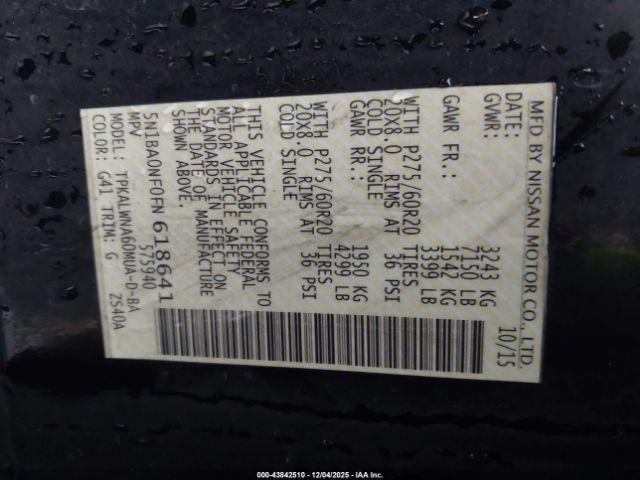 MFD BY NISSAN MOTOR CO., LTD.
DATE: 10/15
GVWR: 3243 KG
7150 LB
GAWR FR.: 1542 KG
3399 LB
WITH P275/60R20 TIRES
20X8.0 RIMS AT 36 PSI
COLD SINGLE
GAWR RR.: 1950 KG
4299 LB
WITH P275/60R20 TIRES
20X8.0 RIMS AT 36 PSI
COLD SINGLE
THIS VEHICLE CONFORMS TO
ALL APPLICABLE FEDERAL
MOTOR VEHICLE SAFETY
STANDARDS IN EFFECT ON
THE DATE OF MANUFACTURE
SHOWN ABOVE.
5N1BA0NF0FN 618641
MPV 575940
MODEL: TPKALWNA60MUA-D-BA
COLOR: G41 TRIM: G ZS40A
000-43842510 - 12/04/2025 - IAAI.com